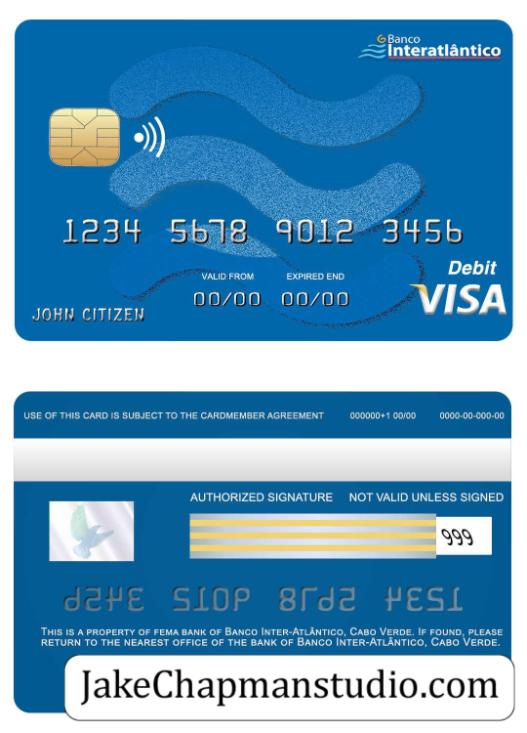 Banco
Interatlântico
1234 5678 9012 3456
VALID FROM EXPIRED END
00/00 00/00
Debit
JOHN CITIZEN
VISA
USE OF THIS CARD IS SUBJECT TO THE CARDMEMBER AGREEMENT 000000+1 00/00 0000-00-000-00
AUTHORIZED SIGNATURE NOT VALID UNLESS SIGNED
999
1234 5678 9012 3456
THIS IS A PROPERTY OF FEMA BANK OF BANCO INTER-ATLÂNTICO, CABO VERDE. IF FOUND, PLEASE
RETURN TO THE NEAREST OFFICE OF THE BANK OF BANCO INTER-ATLÂNTICO, CABO VERDE.
JakeChapmanstudio.com